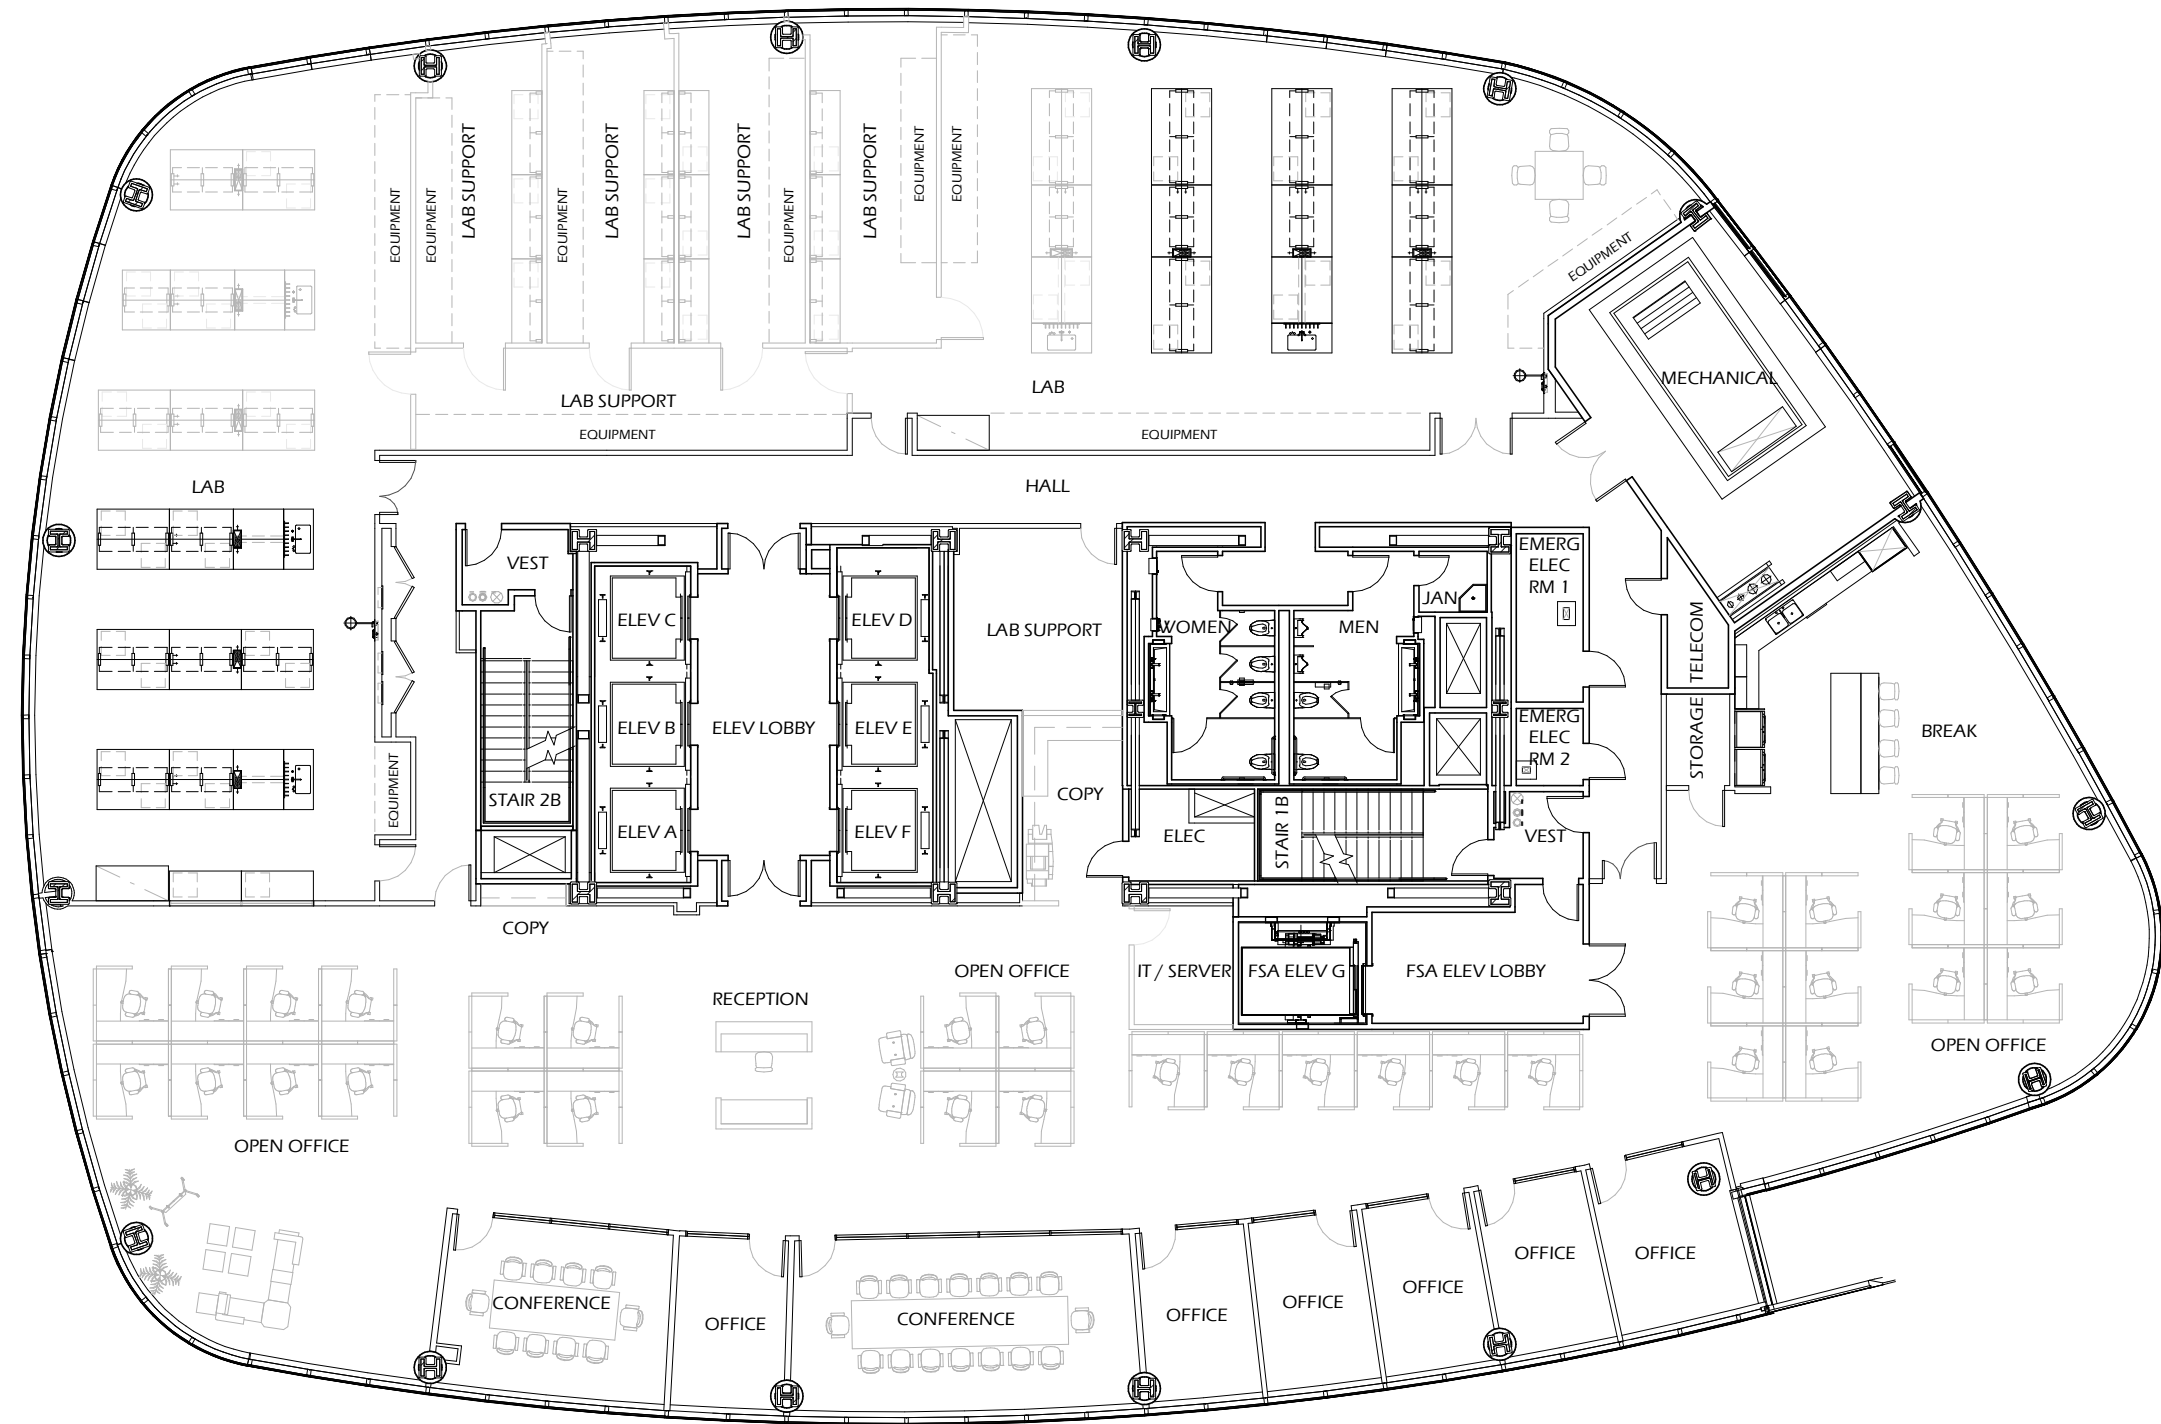 EQUIPMENT
EQUIPMENT
LAB SUPPORT
EQUIPMENT
LAB SUPPORT
LAB SUPPORT
EQUIPMENT
LAB SUPPORT
EQUIPMENT
EQUIPMENT
EQUIPMENT
MECHANICAL
LAB SUPPORT
LAB
EQUIPMENT
EQUIPMENT
LAB
HALL
VEST
EMERG
ELEC
RM 1
JAN
ELEV C
ELEV D
LAB SUPPORT
WOMEN
MEN
TELECOM
ELEV B
ELEV LOBBY
ELEV E
EMERG
ELEC
RM 2
STORAGE
BREAK
EQUIPMENT
STAIR 2B
COPY
ELEV A
ELEV F
ELEC
STAIR 1B
VEST
COPY
OPEN OFFICE
IT / SERVER
FSA ELEV G
FSA ELEV LOBBY
RECEPTION
OPEN OFFICE
OPEN OFFICE
CONFERENCE
OFFICE
CONFERENCE
OFFICE
OFFICE
OFFICE
OFFICE
OFFICE